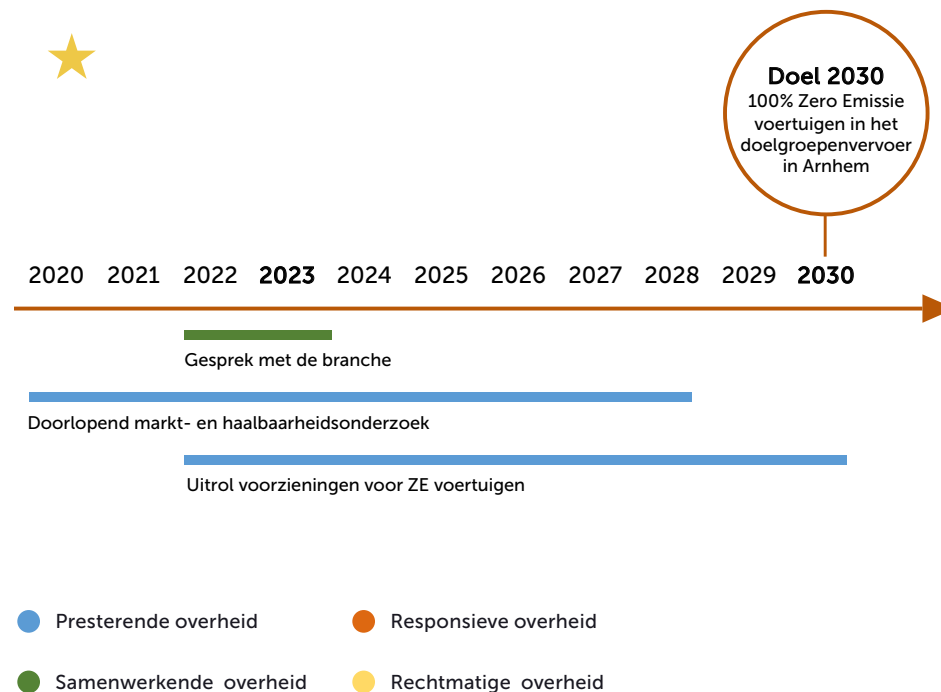 Doel 2030
100% Zero Emissie
voertuigen in het
doelgroepenvervoer
in Arnhem
2020 2021 2022 2023 2024 2025 2026 2027 2028 2029 2030
Gesprek met de branche
Doorlopend markt- en haalbaarheidsonderzoek
Uitrol voorzieningen voor ZE voertuigen
Presterende overheid
Responsieve overheid
Samenwerkende overheid
Rechtmatige overheid